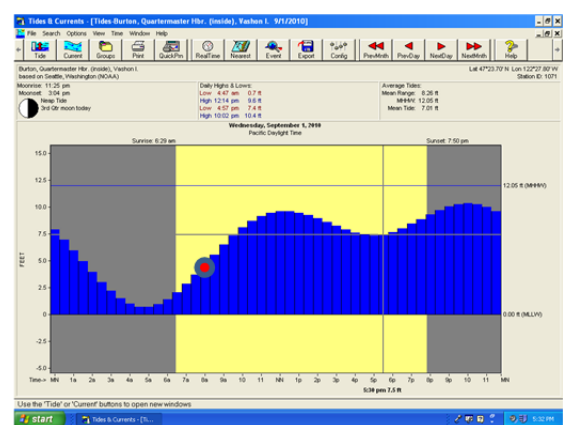 Tides & Currents - [Tides-Burton, Quartermaster Hbr. (inside), Vashon I. 9/1/2010]
File Search Options View Time Window Help
Tide Current Groups Print QuickPin RealTime Nearest Event Export Config PrevMnth PrevDay NextDay NextMnth Help
Burton, Quartermaster Hbr. (inside), Vashon I.
based on Seattle, Washington (NOAA)
Lat 47°23.70' N Lon 122°27.80' W
Station ID: 1071
Moonrise: 11:25 pm
Moonset: 3:04 pm
Neap Tide
3rd Qtr moon today
Daily Highs & Lows:
Low 4:47 am 0.7 ft
High 12:14 pm 9.6 ft
Low 4:57 pm 7.4 ft
High 10:02 pm 10.4 ft
Average Tides:
Mean Range: 8.26 ft
MHHW: 12.05 ft
Mean Tide: 7.01 ft
Wednesday, September 1, 2010
Pacific Daylight Time
Sunrise: 6:29 am
Sunset: 7:50 pm
15.0
12.5
10.0
7.5
5.0
2.5
0
-2.5
-5.0
FEET
12.05 ft (MHHW)
0.00 ft (MLLW)
Time-> MN 1a 2a 3a 4a 5a 6a 7a 8a 9a 10 11 NN 1p 2p 3p 4p 5p 6p 7p 8p 9p 10 11 MN
5:30 pm 7.5 ft
Use the 'Tide' or 'Current' buttons to open new windows
start
Tides & Currents - [Ti...
5:32 PM